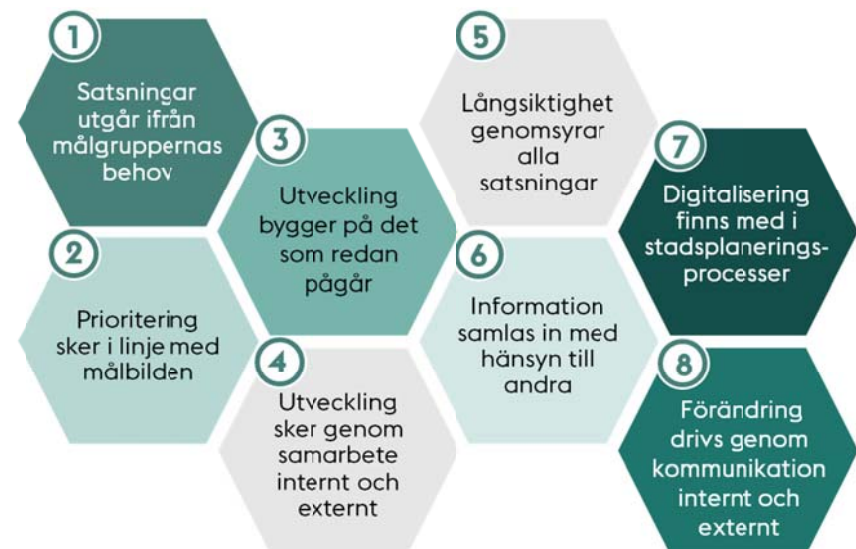 1
Satsningar
utgår ifrån
målgruppernas
behov
2
Prioritering
sker i linje med
målbilden
3
Utveckling
bygger på det
som redan
pågår
4
Utveckling
sker genom
samarbete
internt och
externt
5
Långsiktighet
genomsyrar
alla
satsningar
6
Information
samlas in med
hänsyn till
andra
7
Digitalisering
finns med i
stadsplanerings-
processer
8
Förändring
drivs genom
kommunikation
internt och
externt